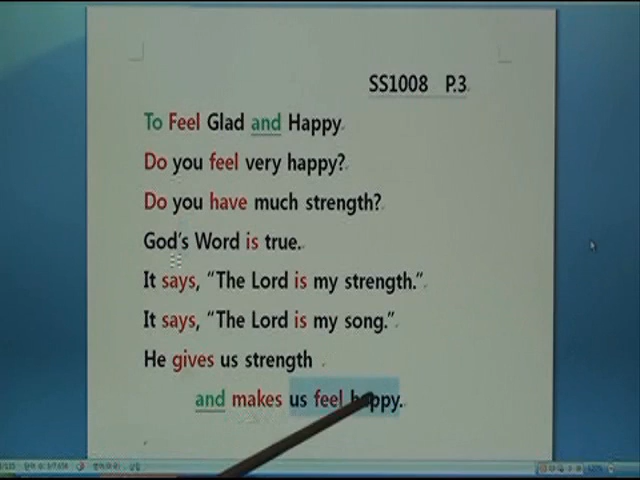 SS1008 P.3
To Feel Glad and Happy
Do you feel very happy?
Do you have much strength?
God's Word is true.
It says, "The Lord is my strength."
It says, "The Lord is my song."
He gives us strength
and makes us feel happy.